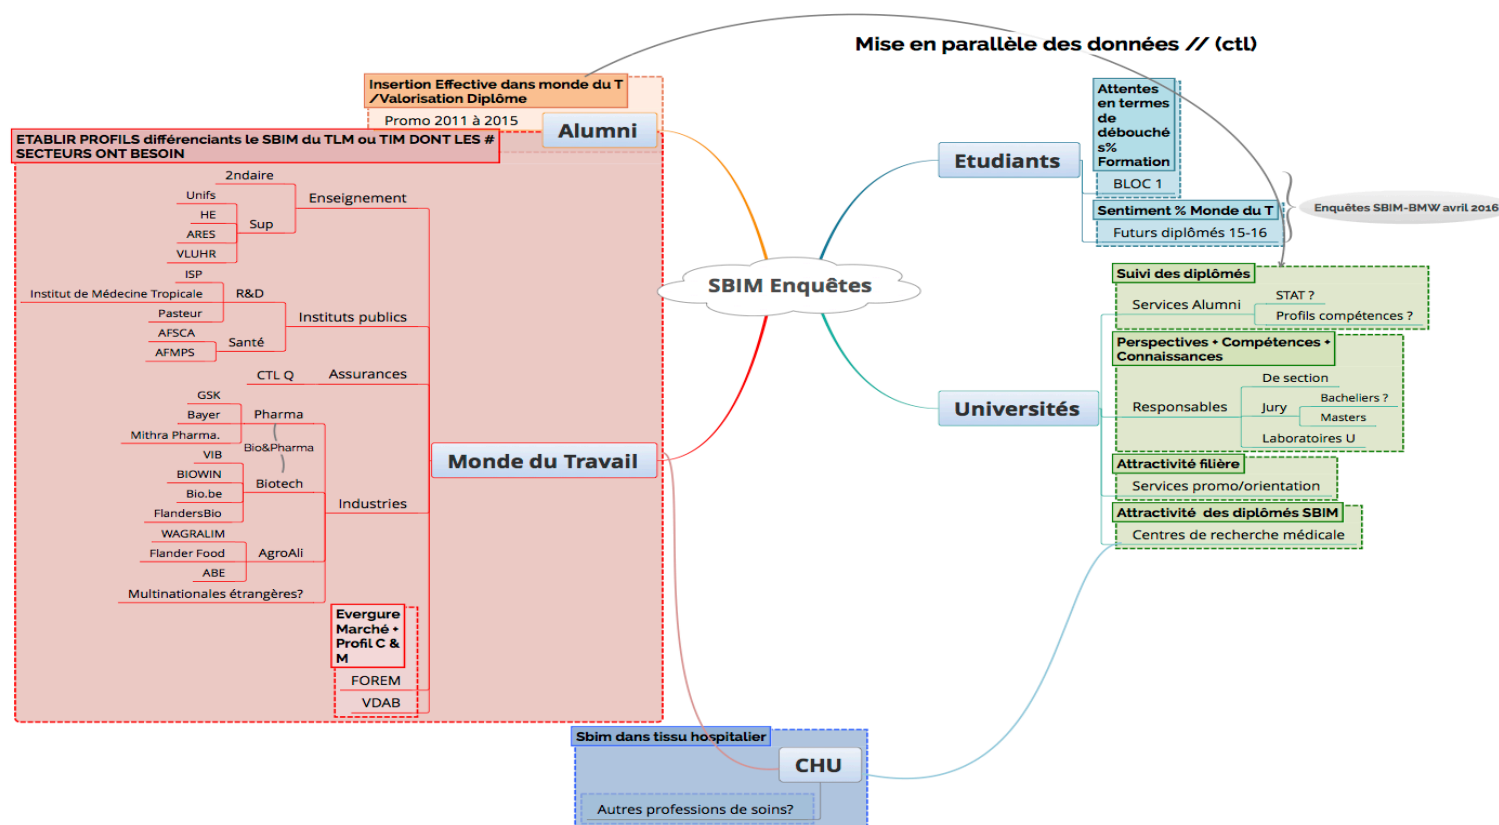 Mise en parallèle des données // (ctl)
Insertion Effective dans monde du T
/Valorisation Diplôme
Promo 2011 à 2015
Alumni
ETABLIR PROFILS différenciants le SBIM du TLM ou TIM DONT LES #
SECTEURS ONT BESOIN
2ndaire
Unifs
HE
ARES
VLUHR
Sup
Enseignement
ISP
Institut de Médecine Tropicale
Pasteur
R&D
AFSCA
AFMPS
Santé
Instituts publics
CTL Q
Assurances
GSK
Bayer
Mithra Pharma.
Pharma
Bio&Pharma
VIB
BIOWIN
Bio.be
FlandersBio
Biotech
Industries
WAGRALIM
Flander Food
ABE
AgroAli
Multinationales étrangères?
Evergure
Marché +
Profil C &
M
FOREM
VDAB
Monde du Travail
SBIM Enquêtes
Etudiants
Attentes
en termes
de
débouché
s%
Formation
BLOC 1
Sentiment % Monde du T
Futurs diplômés 15-16
Enquêtes SBIM-BMW avril 2016
Universités
Suivi des diplômés
Services Alumni
STAT ?
Profils compétences ?
Perspectives + Compétences +
Connaissances
Responsables
De section
Jury
Bacheliers ?
Masters
Laboratoires U
Attractivité filière
Services promo/orientation
Attractivité des diplômés SBIM
Centres de recherche médicale
Sbim dans tissu hospitalier
CHU
Autres professions de soins?